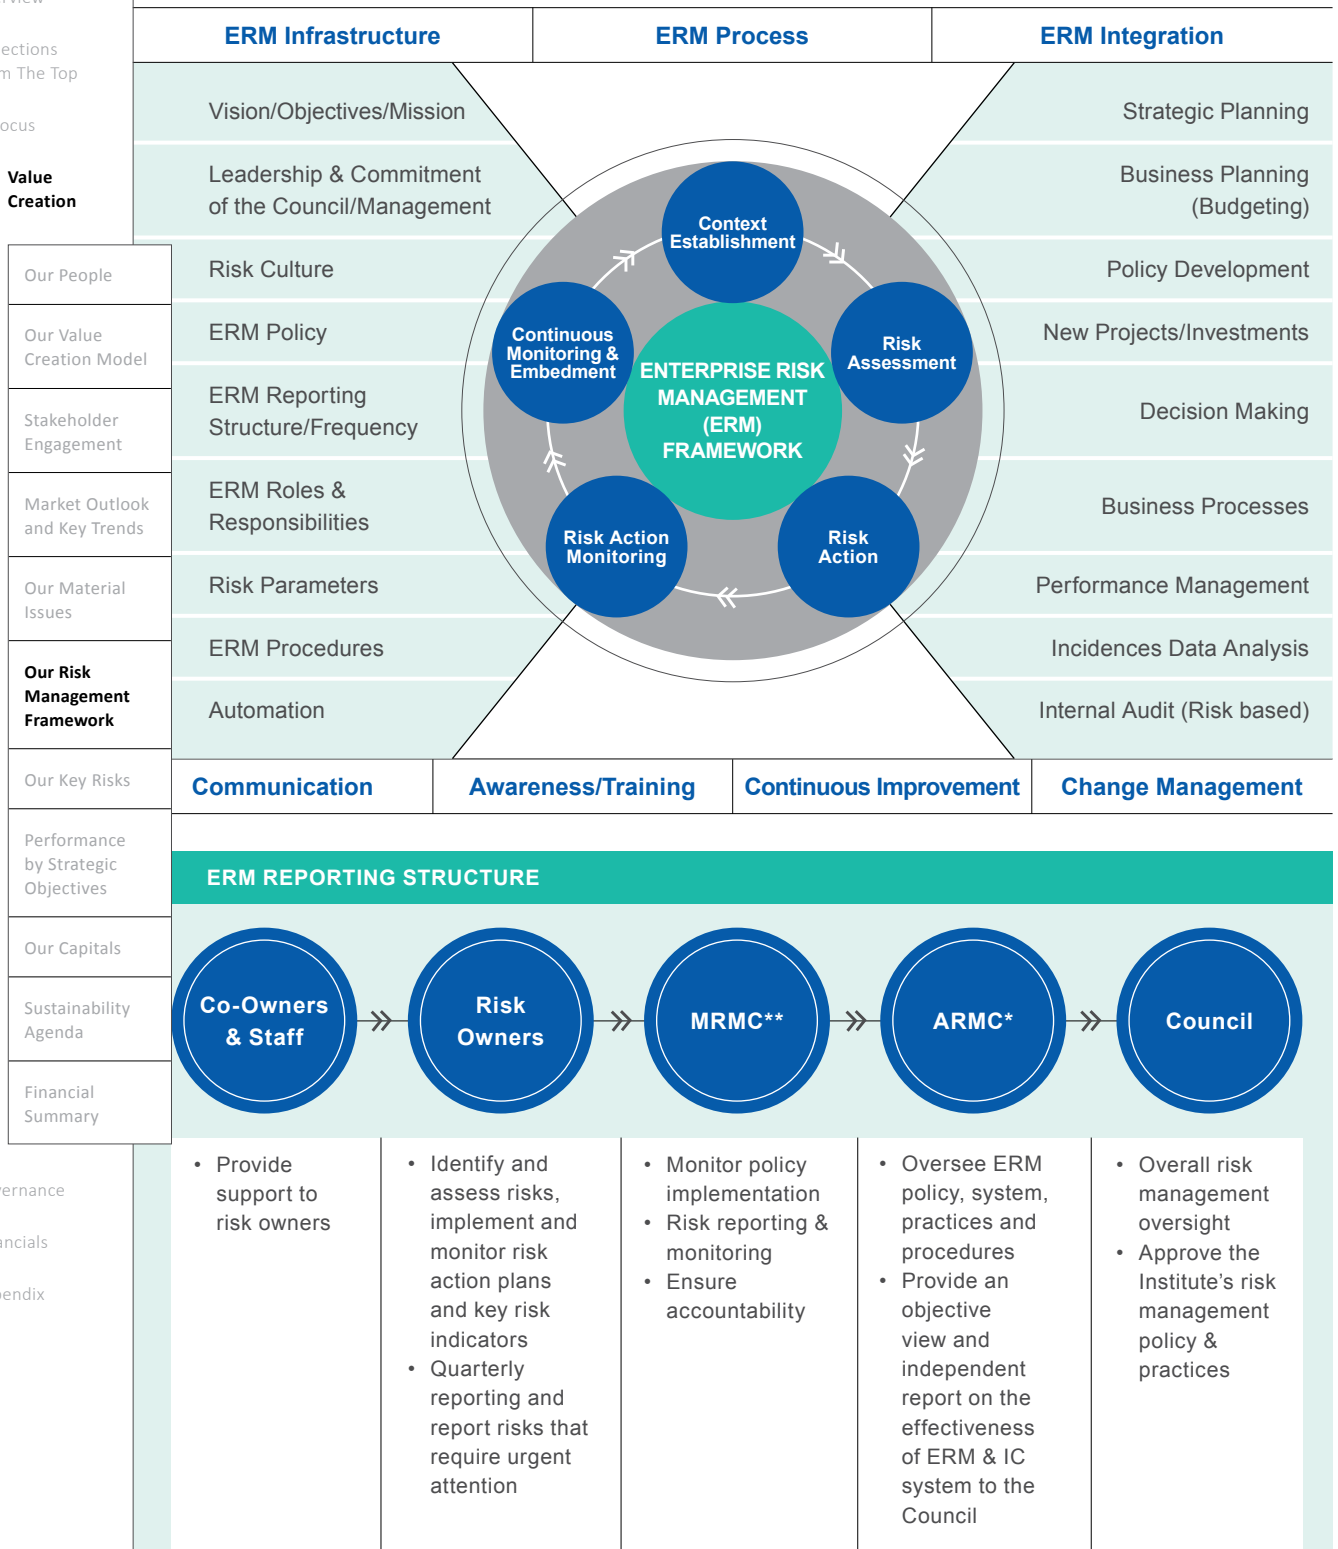 Value
Creation
Our People
Our Value
Creation Model
Stakeholder
Engagement
Market Outlook
and Key Trends
Our Material
Issues
Our Risk
Management
Framework
Our Key Risks
Performance
by Strategic
Objectives
Our Capitals
Sustainability
Agenda
Financial
Summary
ERM Infrastructure
ERM Process
ERM Integration
Vision/Objectives/Mission
Leadership & Commitment
of the Council/Management
Risk Culture
ERM Policy
ERM Reporting
Structure/Frequency
ERM Roles &
Responsibilities
Risk Parameters
ERM Procedures
Automation
Context
Establishment
Risk
Assessment
Risk
Action
Risk Action
Monitoring
Continuous
Monitoring &
Embedment
ENTERPRISE RISK
MANAGEMENT
(ERM)
FRAMEWORK
Strategic Planning
Business Planning
(Budgeting)
Policy Development
New Projects/Investments
Decision Making
Business Processes
Performance Management
Incidences Data Analysis
Internal Audit (Risk based)
Communication
Awareness/Training
Continuous Improvement
Change Management
ERM REPORTING STRUCTURE
Co-Owners
& Staff
Risk
Owners
MRMC**
ARMC*
Council
• Provide
support to
risk owners
• Identify and
assess risks,
implement and
monitor risk
action plans
and key risk
indicators
• Quarterly
reporting and
report risks that
require urgent
attention
• Monitor policy
implementation
• Risk reporting &
monitoring
• Ensure
accountability
• Oversee ERM
policy, system,
practices and
procedures
• Provide an
objective
view and
independent
report on the
effectiveness
of ERM & IC
system to the
Council
• Overall risk
management
oversight
• Approve the
Institute’s risk
management
policy &
practices